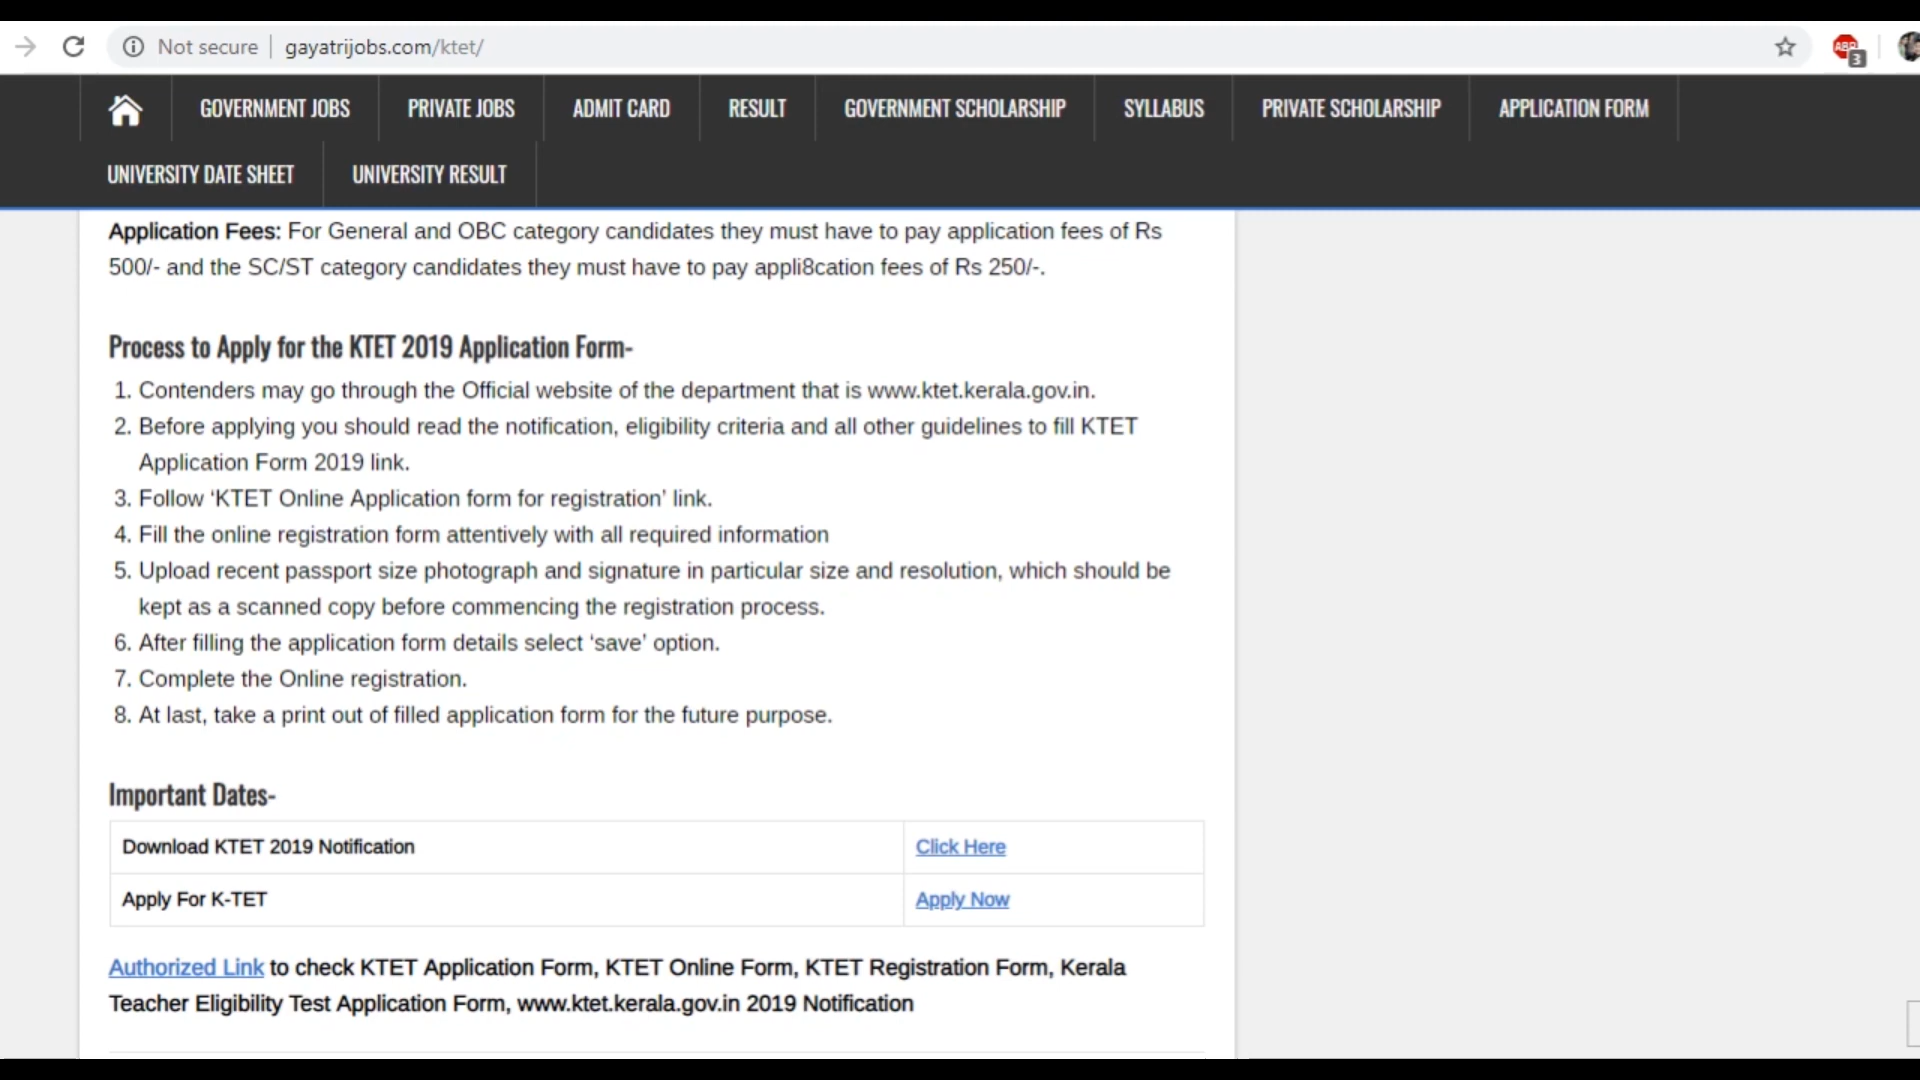 Not secure | gayatrijobs.com/ktet/
ABP 3
GOVERNMENT JOBS PRIVATE JOBS ADMIT CARD RESULT GOVERNMENT SCHOLARSHIP SYLLABUS PRIVATE SCHOLARSHIP APPLICATION FORM
UNIVERSITY DATE SHEET UNIVERSITY RESULT
Application Fees: For General and OBC category candidates they must have to pay application fees of Rs
500/- and the SC/ST category candidates they must have to pay appli8cation fees of Rs 250/-.
Process to Apply for the KTET 2019 Application Form-
1. Contenders may go through the Official website of the department that is www.ktet.kerala.gov.in.
2. Before applying you should read the notification, eligibility criteria and all other guidelines to fill KTET
Application Form 2019 link.
3. Follow ‘KTET Online Application form for registration’ link.
4. Fill the online registration form attentively with all required information
5. Upload recent passport size photograph and signature in particular size and resolution, which should be
kept as a scanned copy before commencing the registration process.
6. After filling the application form details select ‘save’ option.
7. Complete the Online registration.
8. At last, take a print out of filled application form for the future purpose.
Important Dates-
Download KTET 2019 Notification Click Here
Apply For K-TET Apply Now
Authorized Link to check KTET Application Form, KTET Online Form, KTET Registration Form, Kerala
Teacher Eligibility Test Application Form, www.ktet.kerala.gov.in 2019 Notification